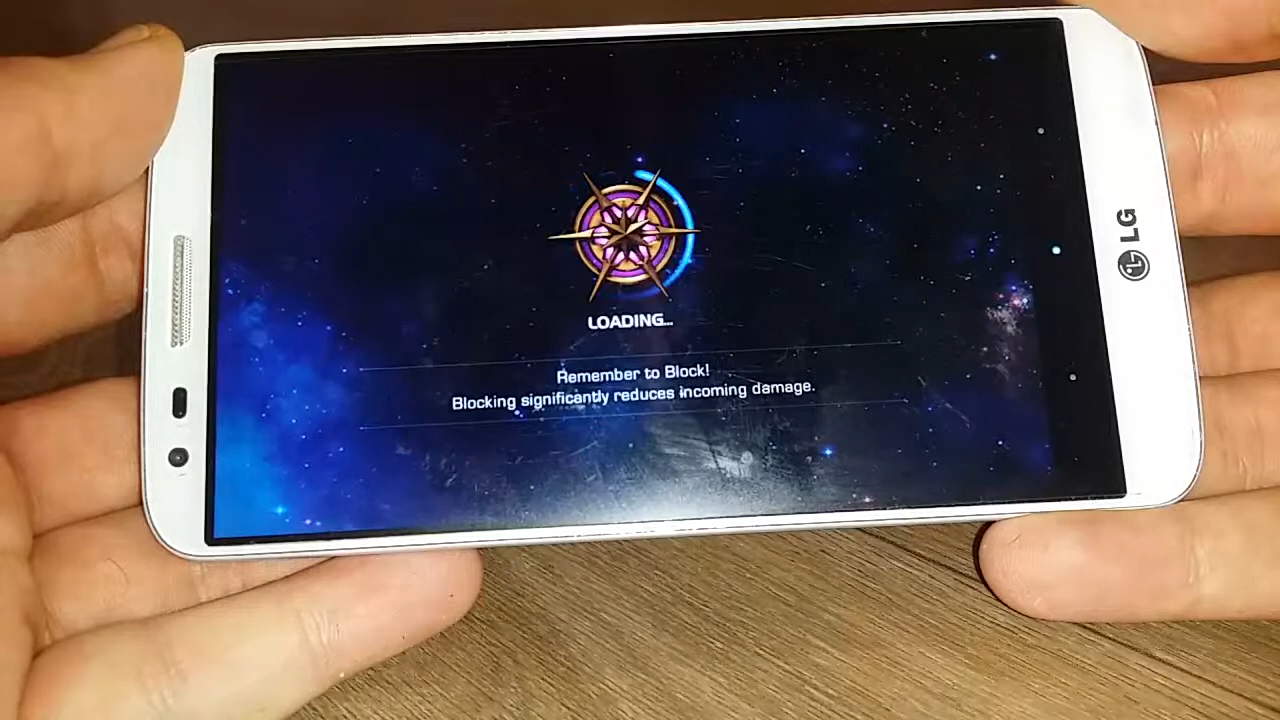 LOADING...
Remember to Block!
Blocking significantly reduces incoming damage.
LG